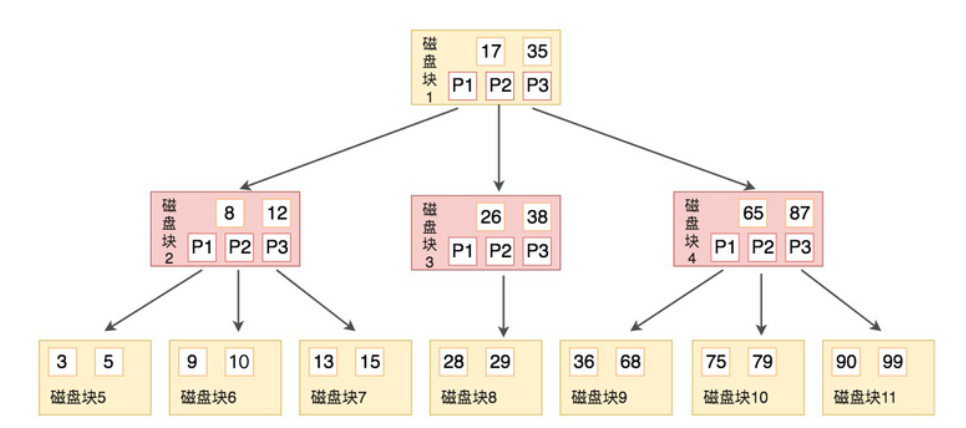 磁盘块1 17 35
P1 P2 P3
磁盘块2 8 12
P1 P2 P3
磁盘块3 26 38
P1 P2 P3
磁盘块4 65 87
P1 P2 P3
3 5
磁盘块5
9 10
磁盘块6
13 15
磁盘块7
28 29
磁盘块8
36 68
磁盘块9
75 79
磁盘块10
90 99
磁盘块11